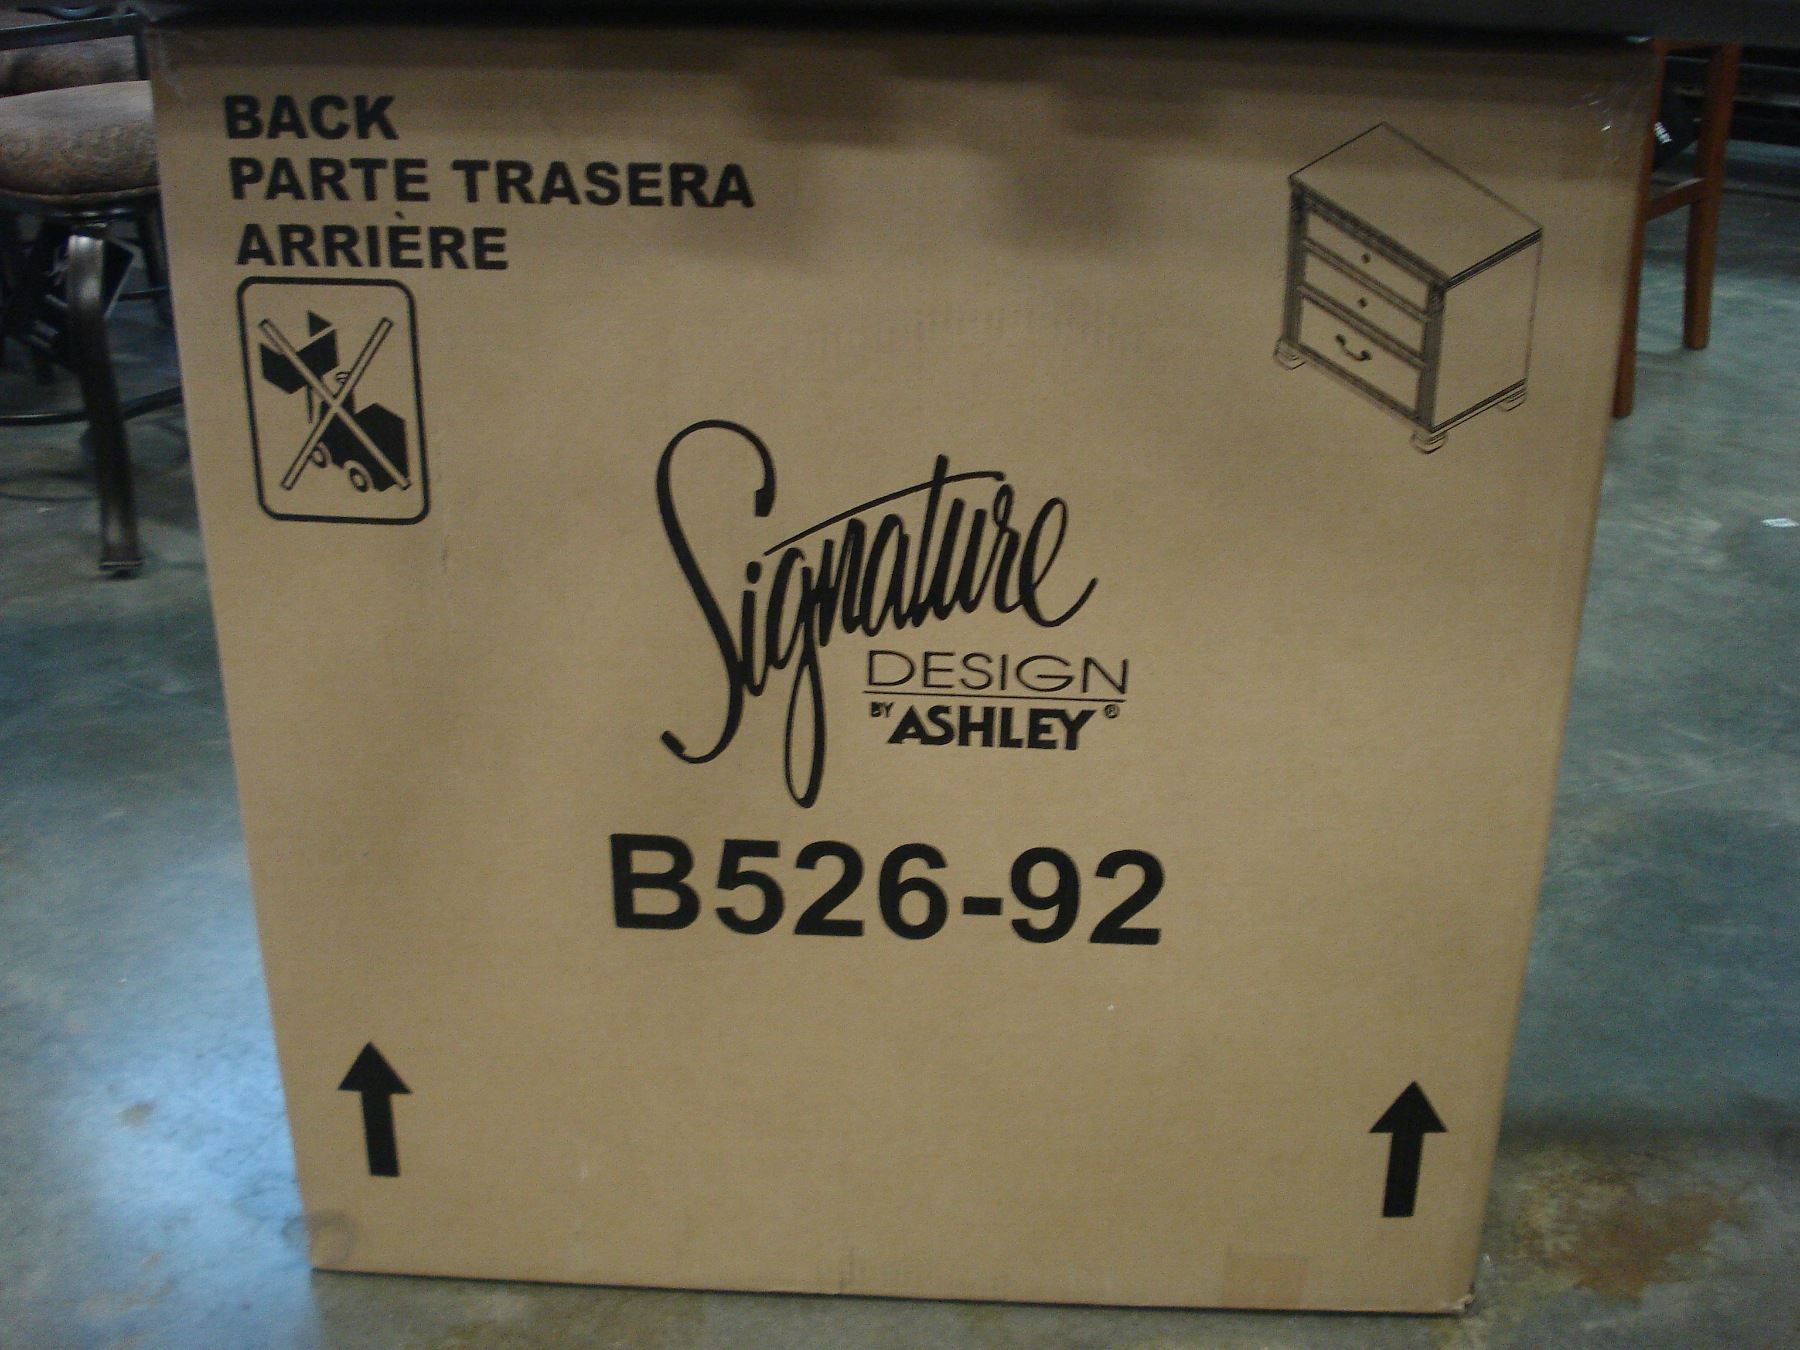 BACK
PARTE TRASERA
ARRIÈRE
Signature
DESIGN
BY ASHLEY®
B526-92